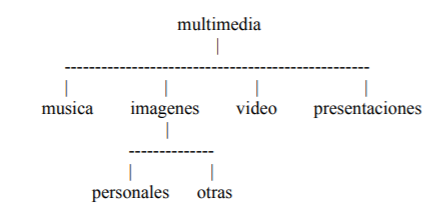 multimedia
musica imagenes video presentaciones
personales otras